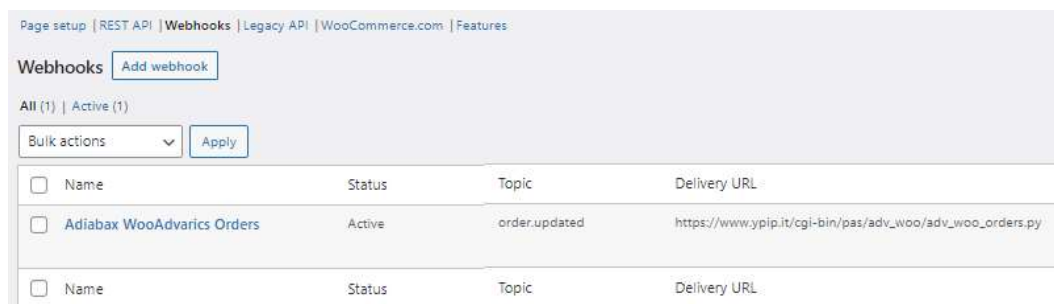 Page setup | REST API | Webhooks | Legacy API | WooCommerce.com | Features
Webhooks Add webhook
All (1) | Active (1)
Bulk actions Apply
Name Status Topic Delivery URL
Adiabax WooAdvarics Orders Active order.updated https://www.ypip.it/cgi-bin/pas/adv_woo/adv_woo_orders.py
Name Status Topic Delivery URL